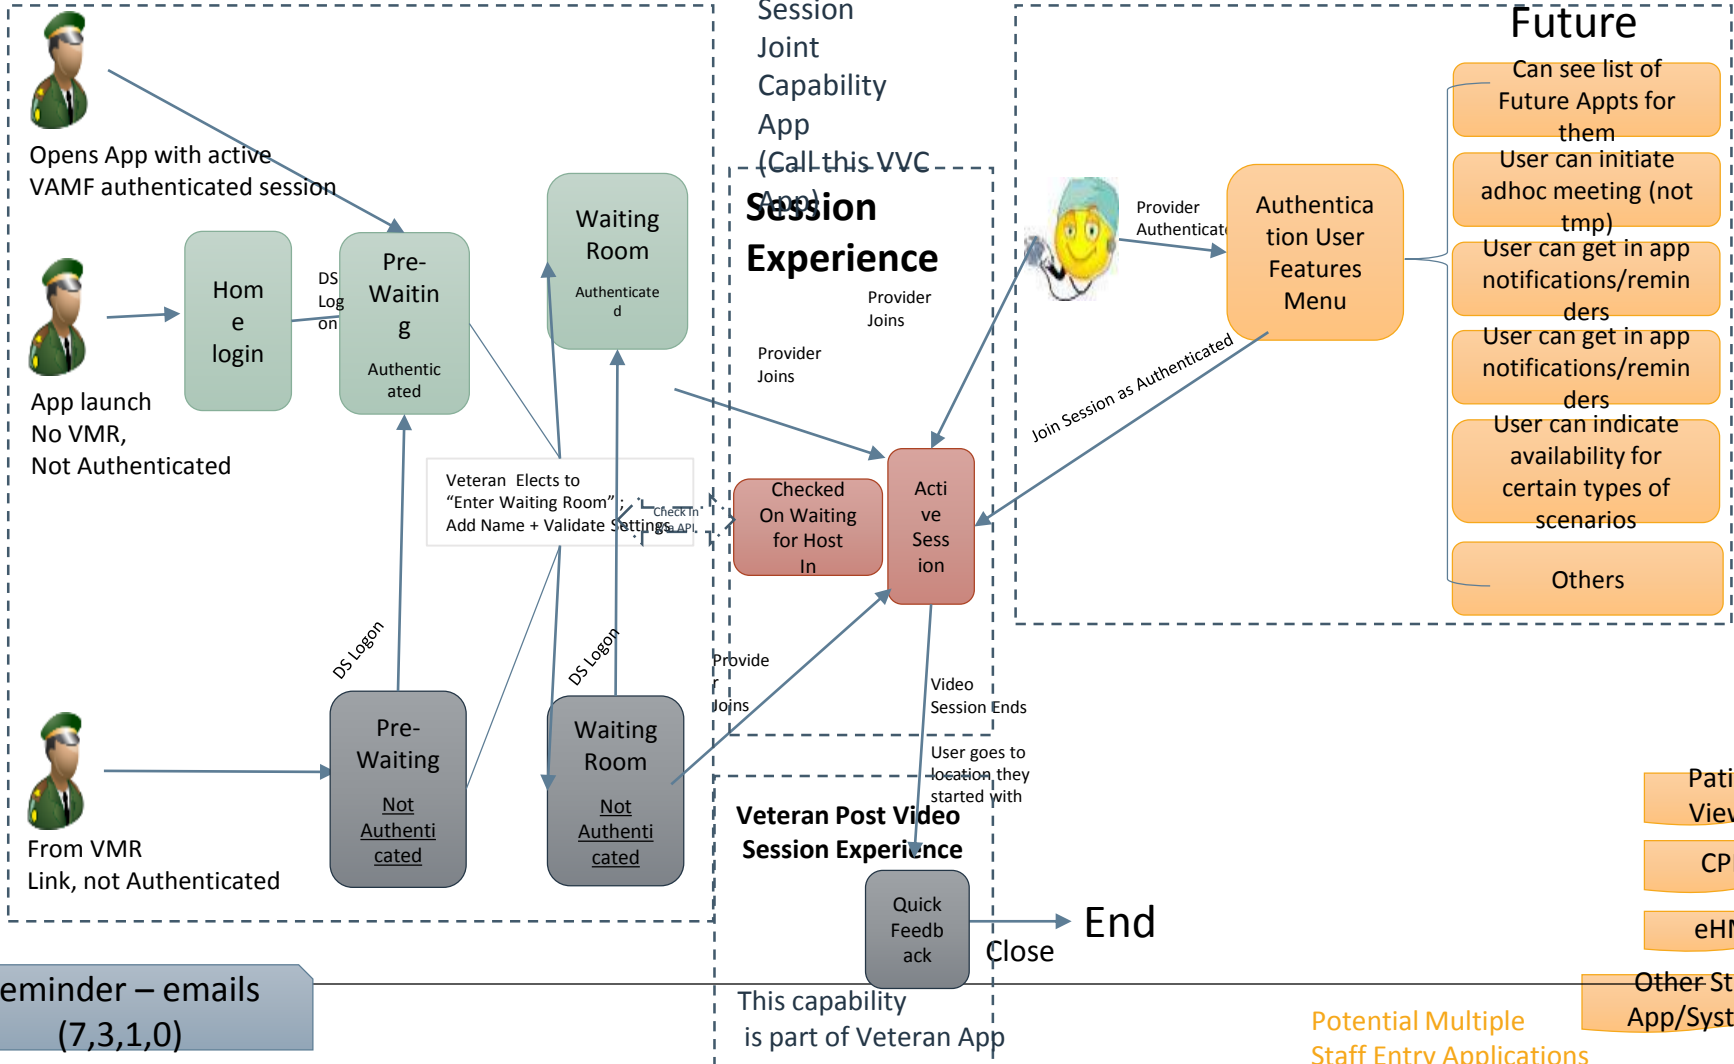 Session
Joint
Capability
App
(Call this VVC
App)
Future
Opens App with active
VAMF authenticated session
App launch
No VMR,
Not Authenticated
From VMR
Link, not Authenticated
Hom
e
login
DS
Log
on
Pre-
Waitin
g
Authentic
ated
Waiting
Room
Authenticate
d
Veteran Elects to
“Enter Waiting Room” ;
Add Name + Validate Settings
Check In
via API
DS Logon
DS Logon
Pre-
Waiting
Not
Authenti
cated
Waiting
Room
Not
Authenti
cated
Session
Experience
Provider
Joins
Provider
Joins
Checked
On Waiting
for Host
In
Acti
ve
Sess
ion
Provide
r
Joins
Video
Session Ends
User goes to
location they
started with
Veteran Post Video
Session Experience
Quick
Feedb
ack
Close
End
This capability
is part of Veteran App
Provider
Authenticate
Join Session as Authenticated
Authentica
tion User
Features
Menu
Can see list of
Future Appts for
them
User can initiate
adhoc meeting (not
tmp)
User can get in app
notifications/remin
ders
User can get in app
notifications/remin
ders
User can indicate
availability for
certain types of
scenarios
Others
Pati
View
CP
eHM
Other St
App/Syst
Potential Multiple
Staff Entry Applications
eminder – emails
(7,3,1,0)